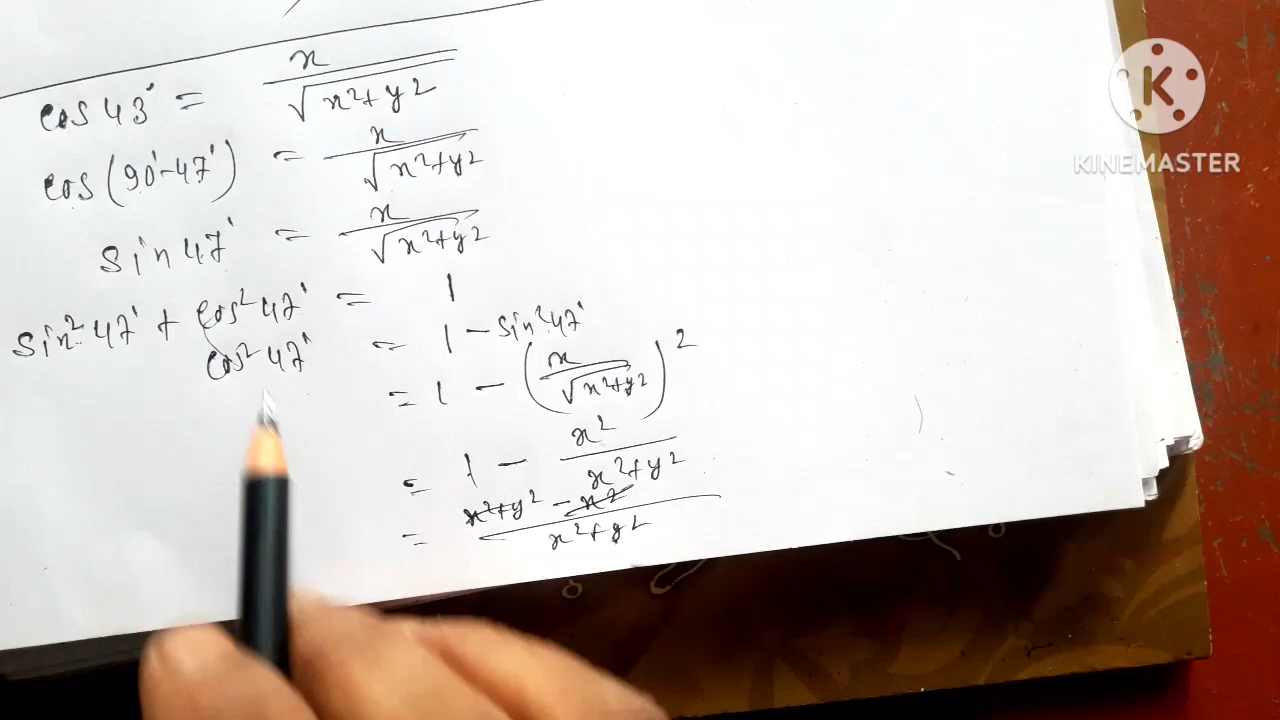 cos 43° = x / √x²+y²
cos (90°-47°) = x / √x²+y²
sin 47° = x / √x²+y²
sin² 47° + cos² 47° = 1
cos² 47° = 1 - sin² 47°
= 1 - (x / √x²+y²)²
= 1 - x² / x²+y²
= x²+y² - x² / x²+y²
K
KINEMASTER